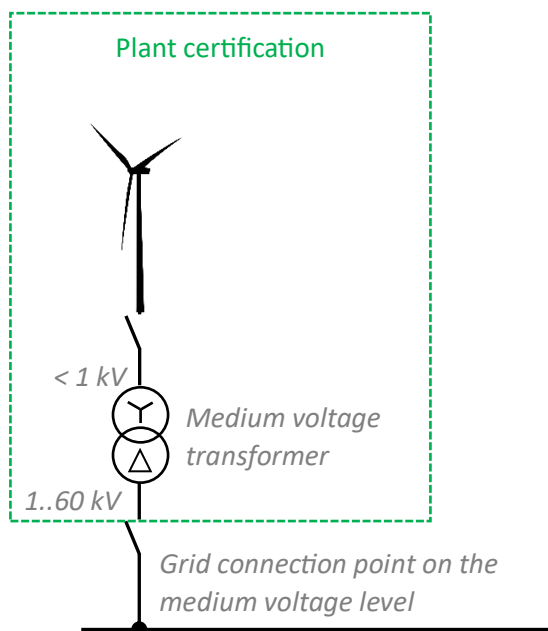 Plant certification
< 1 kV
Medium voltage
transformer
1..60 kV
Grid connection point on the
medium voltage level